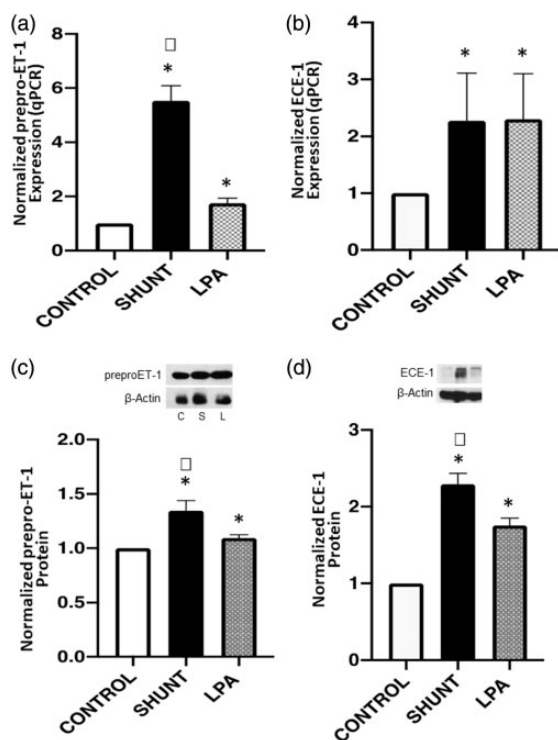 (a)
Normalized prepro-ET-1
Expression (qPCR)
8
6
4
2
0
□
*
*
CONTROL
SHUNT
LPA
(b)
Normalized ECE-1
Expression (qPCR)
4
3
2
1
0
*
*
CONTROL
SHUNT
LPA
(c)
preproET-1
β-Actin
C S L
Normalized prepro-ET-1
Protein
2.0
1.5
1.0
0.5
0.0
□
*
*
CONTROL
SHUNT
LPA
(d)
ECE-1
β-Actin
Normalized ECE-1
Protein
3
2
1
0
□
*
*
CONTROL
SHUNT
LPA